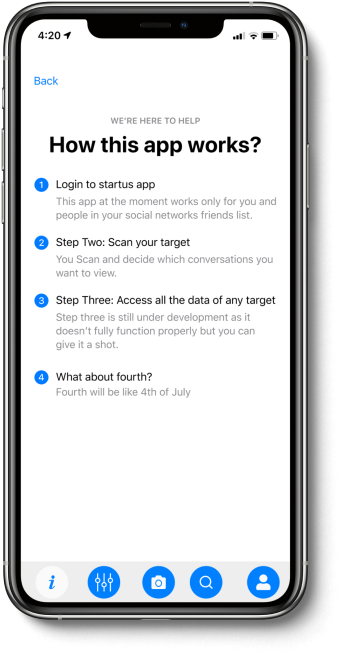 4:20
Back
WE'RE HERE TO HELP
How this app works?
1 Login to startus app
This app at the moment works only for you and
people in your social networks friends list.
2 Step Two: Scan your target
You Scan and decide which conversations you
want to view.
3 Step Three: Access all the data of any target
Step three is still under development as it
doesn't fully function properly but you can
give it a shot.
4 What about fourth?
Fourth will be like 4th of July
i